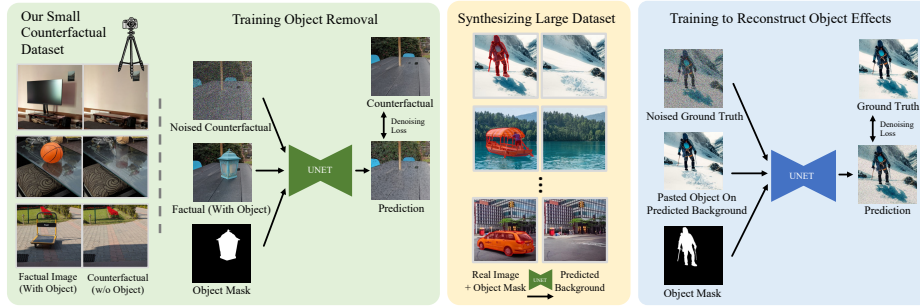 Our Small
Counterfactual
Dataset
Factual Image
(With Object)
Counterfactual
(w/o Object)
Training Object Removal
Noised Counterfactual
Factual (With Object)
Object Mask
UNET
Counterfactual
Denoising
Loss
Prediction
Synthesizing Large Dataset
Real Image
+ Object Mask
UNET
Predicted
Background
Training to Reconstruct Object Effects
Noised Ground Truth
Pasted Object On
Predicted Background
Object Mask
UNET
Ground Truth
Denoising
Loss
Prediction